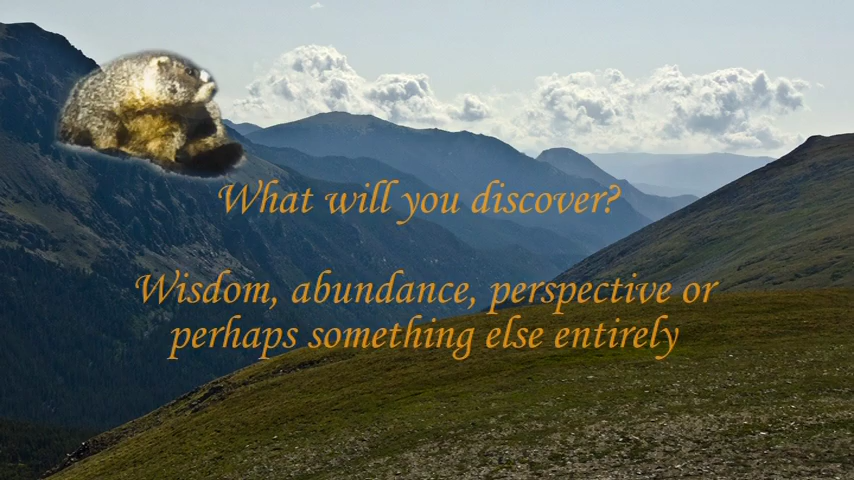 What will you discover?
Wisdom, abundance, perspective or
perhaps something else entirely